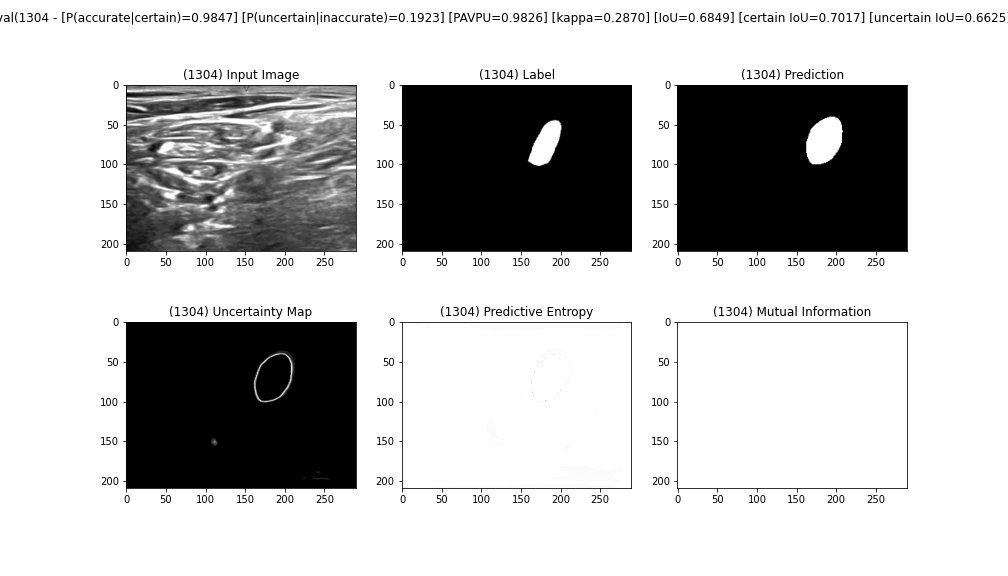 val(1304 - [P(accurate|certain)=0.9847] [P(uncertain|inaccurate)=0.1923] [PAVPU=0.9826] [kappa=0.2870] [IoU=0.6849] [certain IoU=0.7017] [uncertain IoU=0.6625]
(1304) Input Image
(1304) Label
(1304) Prediction
0
50
100
150
200
0 50 100 150 200 250
0
50
100
150
200
0 50 100 150 200 250
0
50
100
150
200
0 50 100 150 200 250
(1304) Uncertainty Map
(1304) Predictive Entropy
(1304) Mutual Information
0
50
100
150
200
0 50 100 150 200 250
0
50
100
150
200
0 50 100 150 200 250
0
50
100
150
200
0 50 100 150 200 250